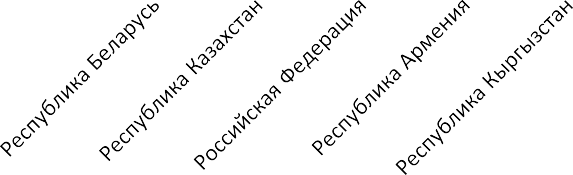 Республика Беларусь
Республика Казахстан
Российская Федерация
Республика Армения
Республика Кыргызстан